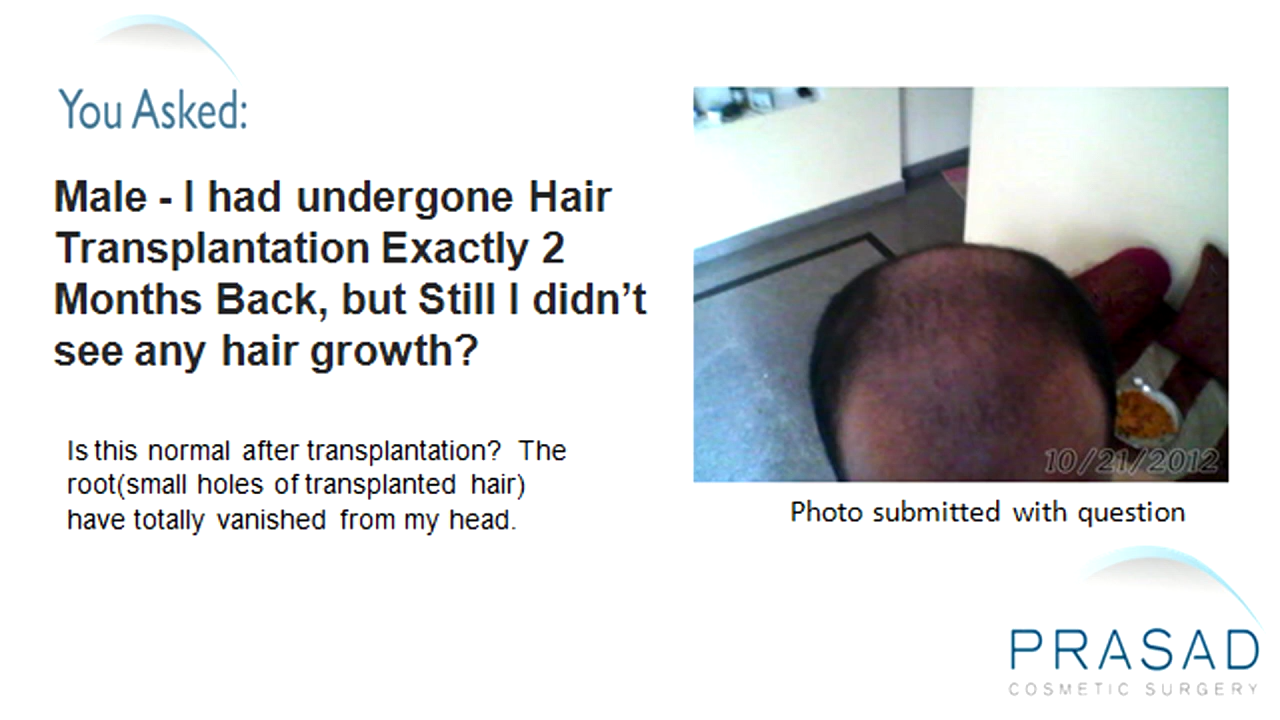 You Asked:
Male - I had undergone Hair
Transplantation Exactly 2
Months Back, but Still I didn’t
see any hair growth?
Is this normal after transplantation? The
root(small holes of transplanted hair)
have totally vanished from my head.
10/21/2012
Photo submitted with question
PRASAD
COSMETIC SURGERY